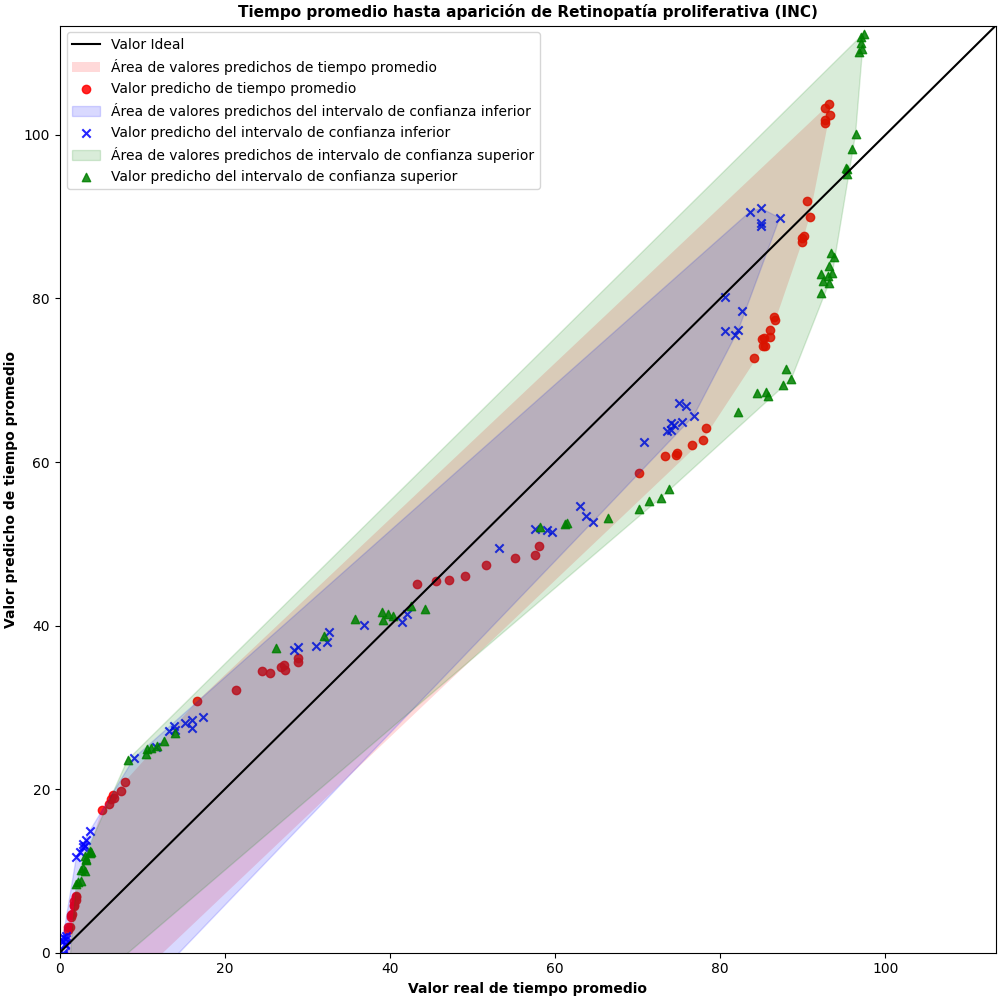 Tiempo promedio hasta aparición de Retinopatía proliferativa (INC)
Valor Ideal
Área de valores predichos de tiempo promedio
Valor predicho de tiempo promedio
Área de valores predichos del intervalo de confianza inferior
Valor predicho del intervalo de confianza inferior
Área de valores predichos de intervalo de confianza superior
Valor predicho del intervalo de confianza superior
Valor predicho de tiempo promedio
100
80
60
40
20
0
0 20 40 60 80 100
Valor real de tiempo promedio